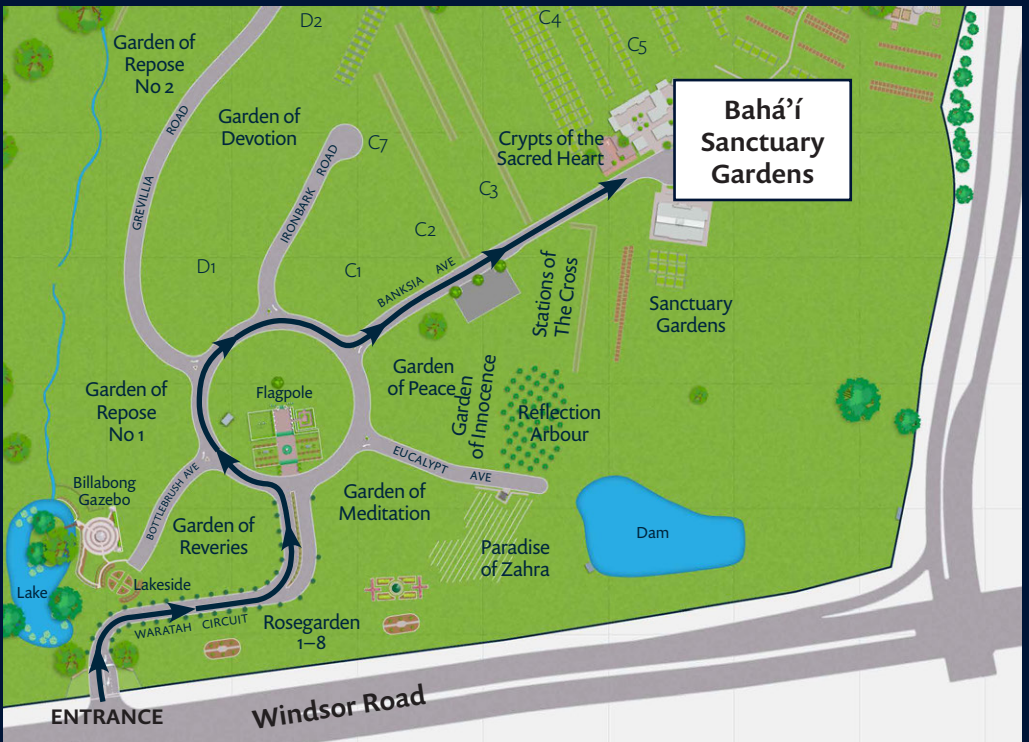 D2
C4
C5
Garden of
Repose
No 2
Bahá’í
Sanctuary
Gardens
Garden of
Devotion
GREVILLIA ROAD
IRONBARK ROAD
C7
Crypts of the
Sacred Heart
C3
C2
D1
C1
BANKSIA AVE
Stations of
The Cross
Sanctuary
Gardens
Garden of
Repose
No 1
Flagpole
Garden
of Peace
Garden
of Innocence
Reflection
Arbour
EUCALYPT AVE
BOTTLEBRUSH AVE
Billabong
Gazebo
Garden of
Meditation
Garden of
Reveries
Paradise
of Zahra
Dam
Lake
Lakeside
WARATAH CIRCUIT
Rosegarden
1–8
ENTRANCE
Windsor Road